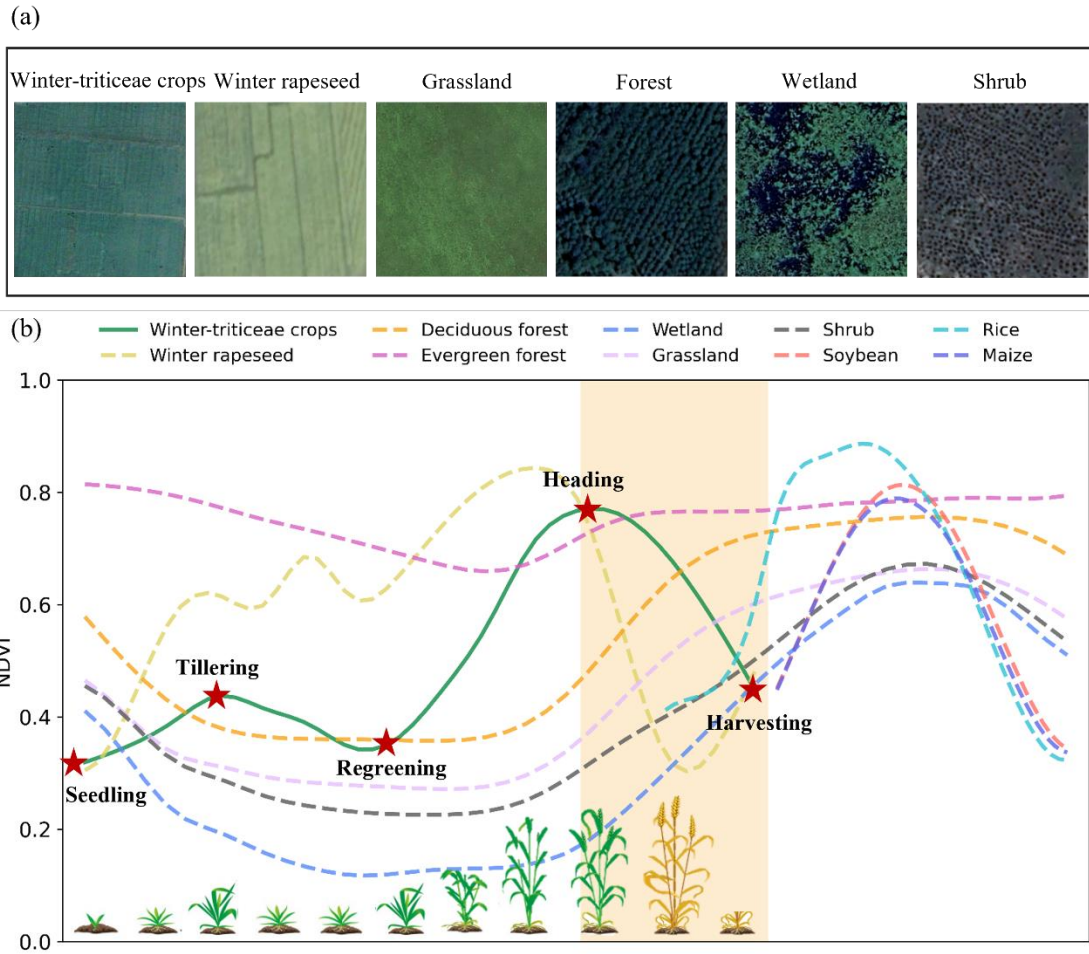 (a)
Winter-triticeae crops Winter rapeseed Grassland Forest Wetland Shrub
(b)
Winter-triticeae crops Deciduous forest Wetland Shrub Rice
Winter rapeseed Evergreen forest Grassland Soybean Maize
1.0
0.8
0.6
0.4
0.2
0.0
NDVI
Heading
Tillering
Regreening
Harvesting
Seedling